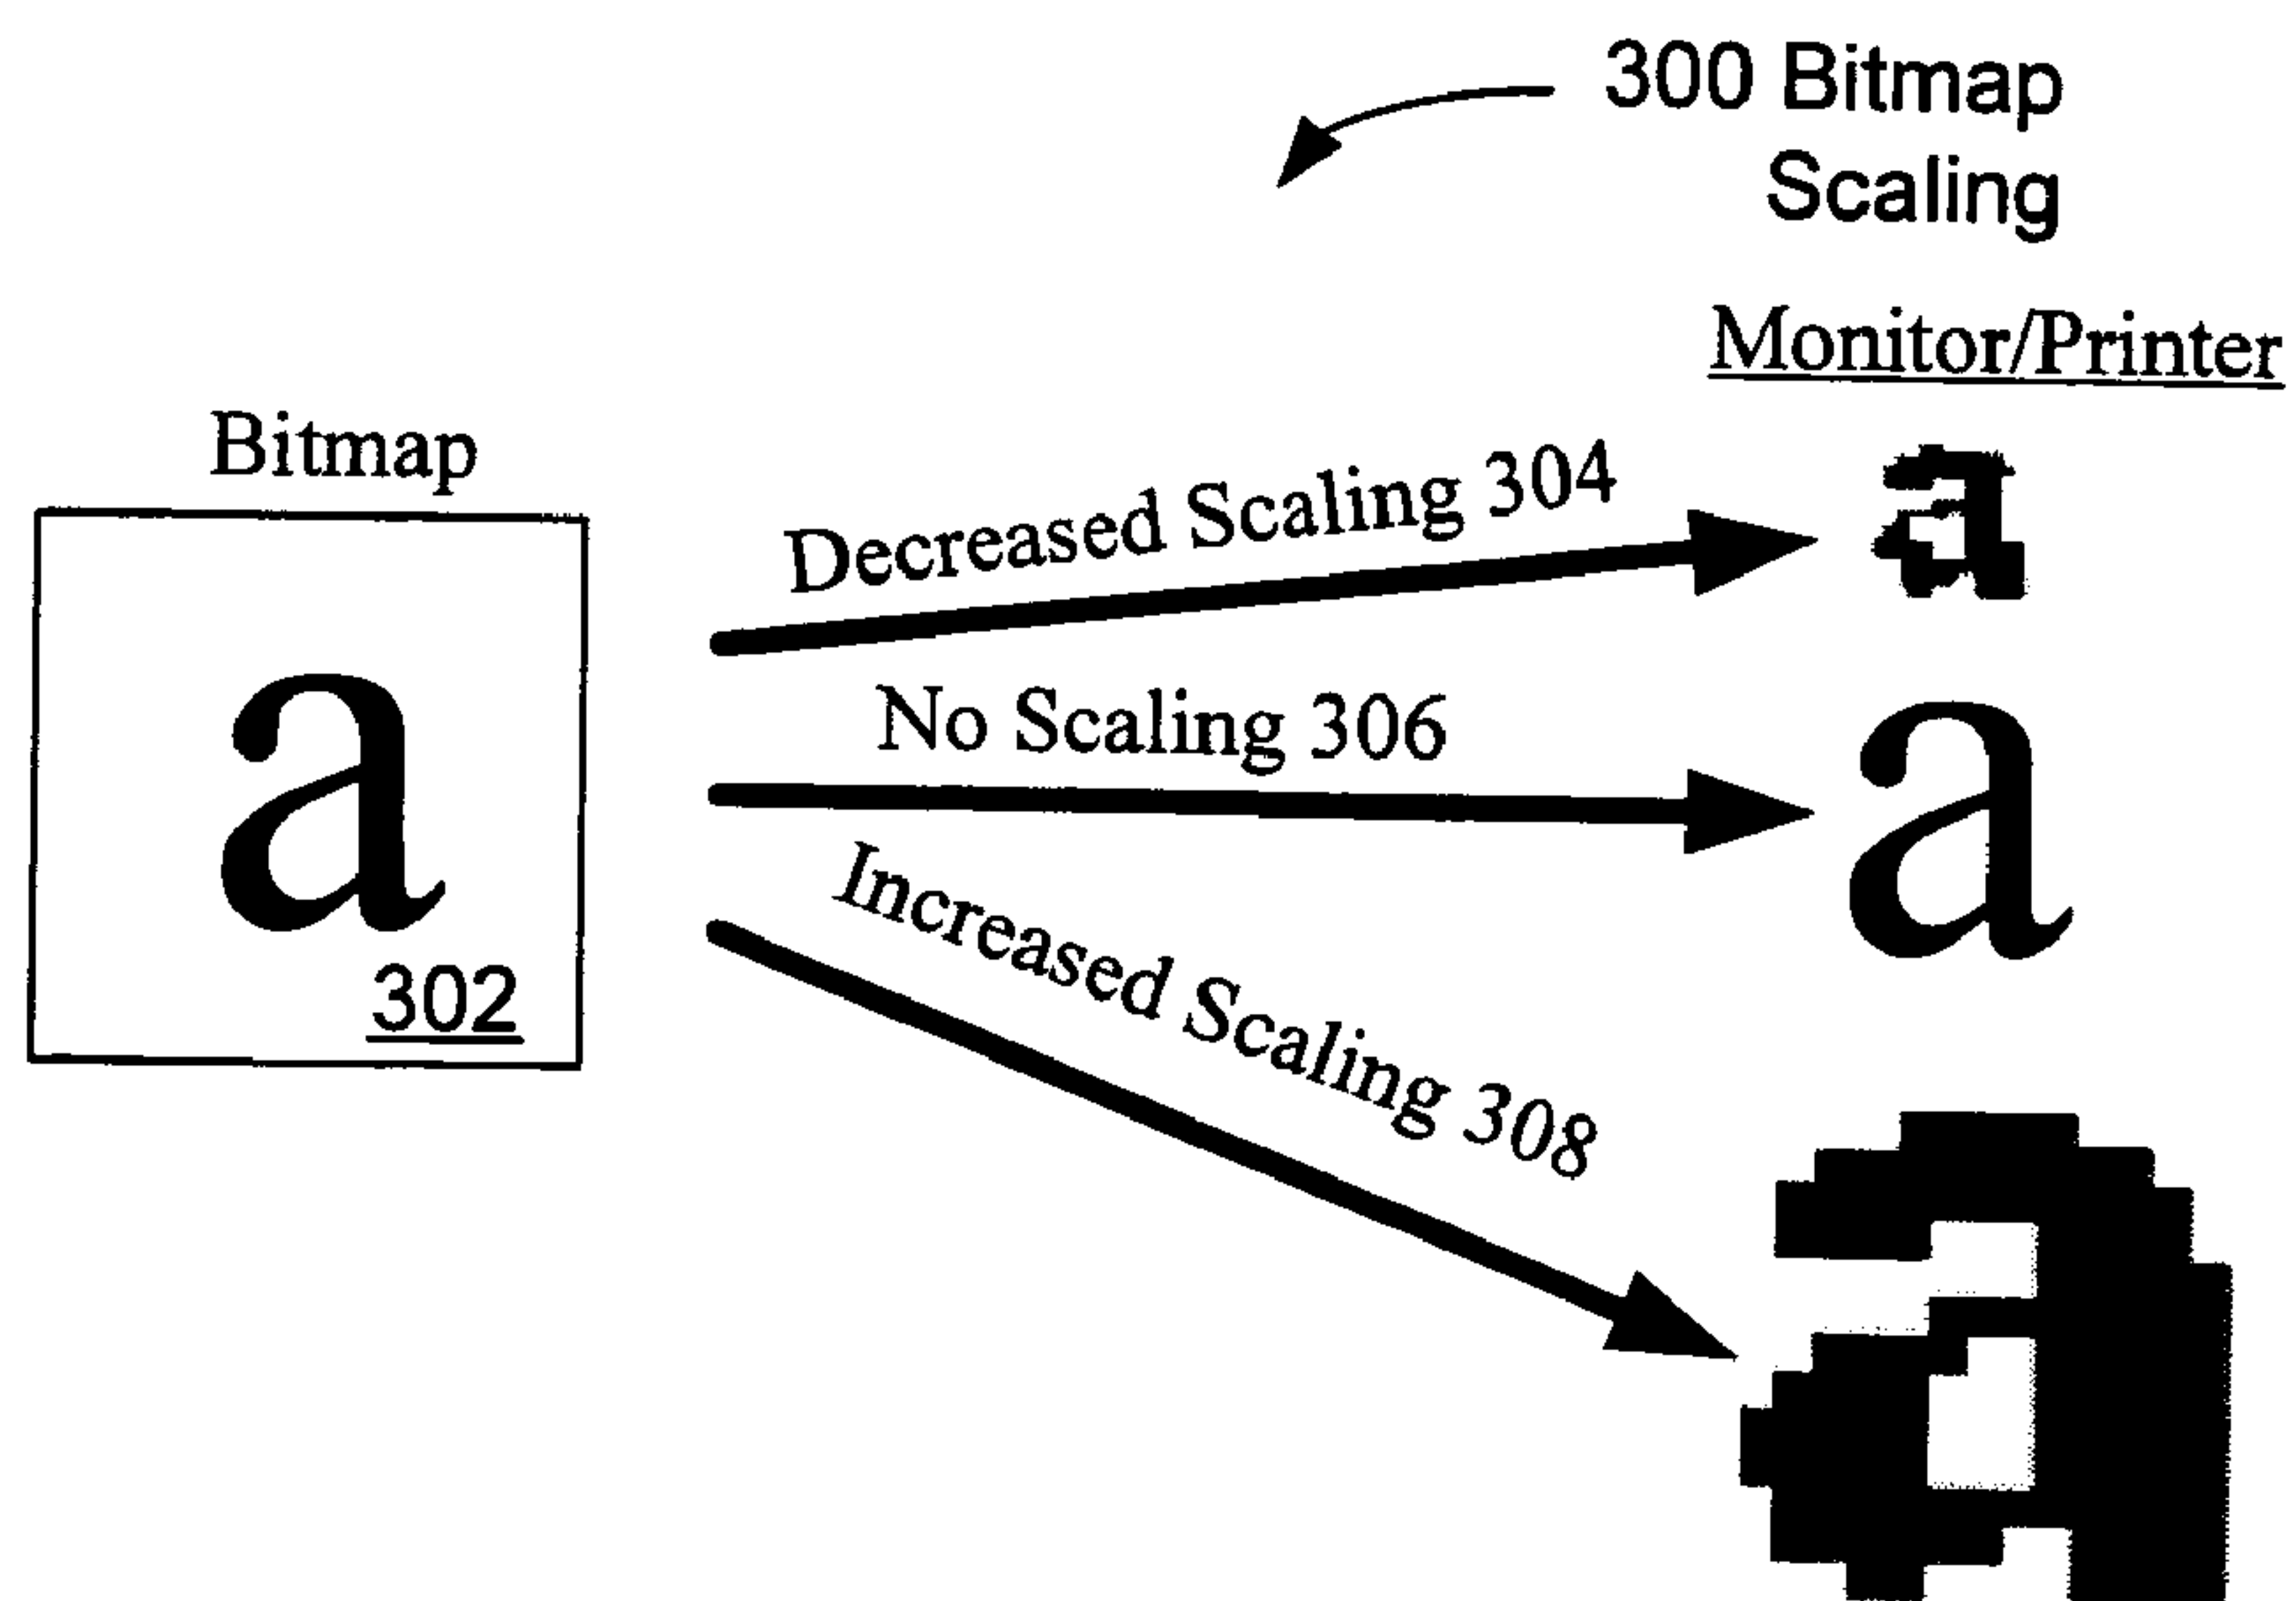 300 Bitmap
Scaling
Monitor/Printer
Bitmap
Decreased Scaling 304
a
a
No Scaling 306
a
302
Increased Scaling 308
a